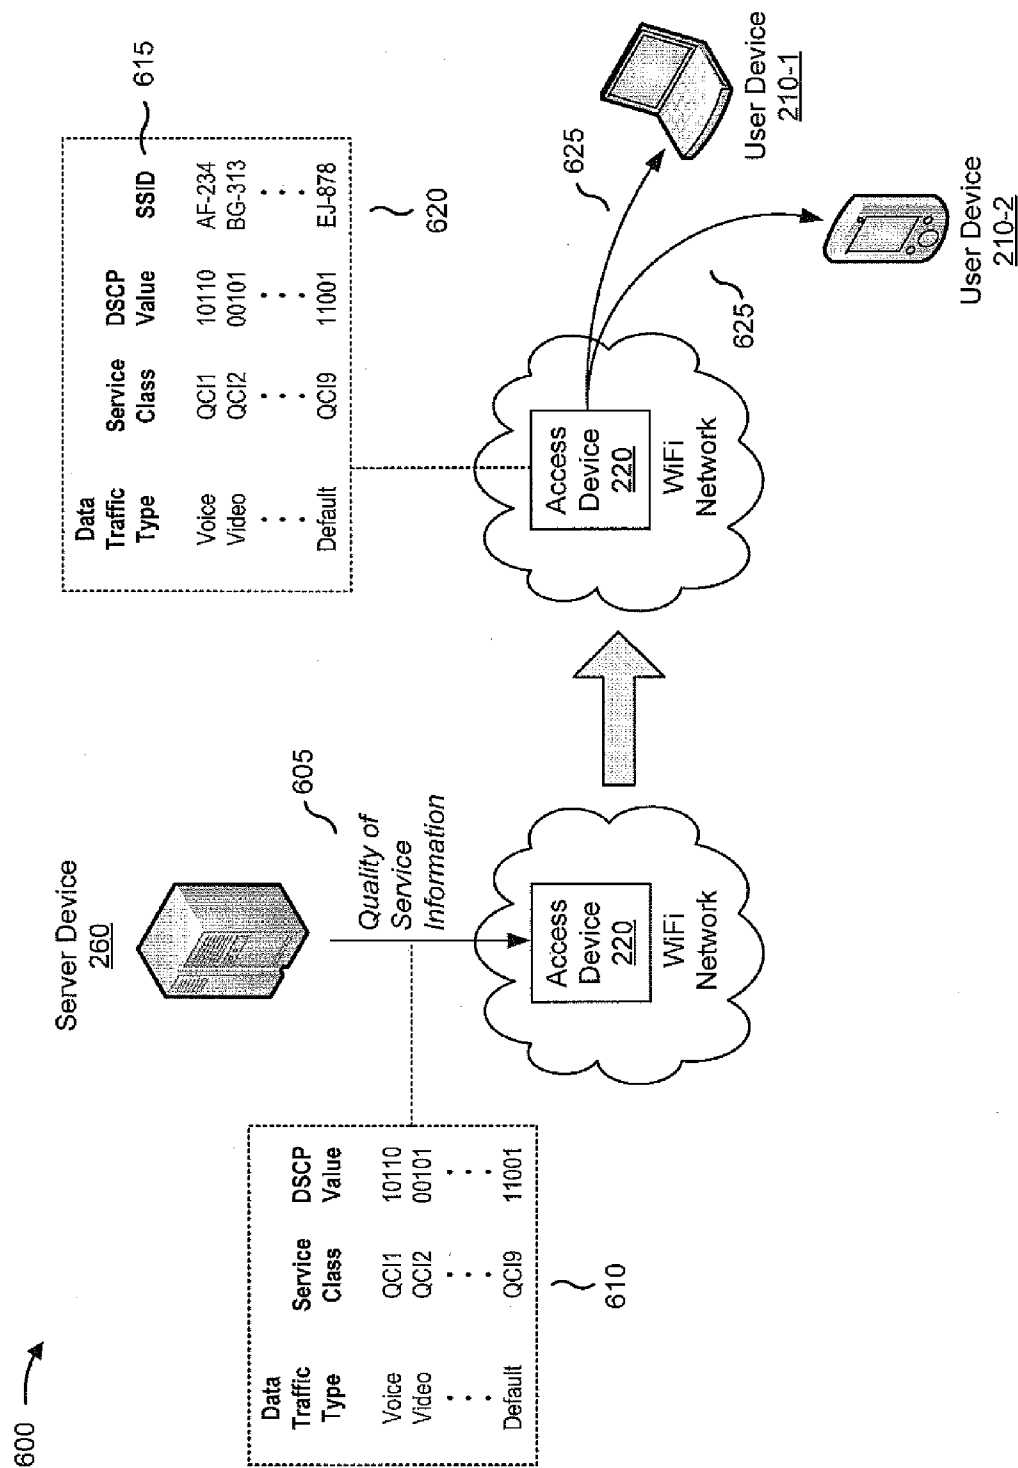 600
Server Device
260
605
Quality of
Service
Information
Data
Traffic Service DSCP
Type Class Value
Voice QCI1 10110
Video QCI2 00101
. . . . . . . . .
Default QCI9 11001
610
Access
Device
220
WiFi
Network
Data
Traffic Service DSCP
Type Class Value SSID
615
Voice QCI1 10110 AF-234
Video QCI2 00101 BG-313
. . . . . . . . . . . .
Default QCI9 11001 EJ-878
620
Access
Device
220
WiFi
Network
625
625
User Device
210-1
User Device
210-2